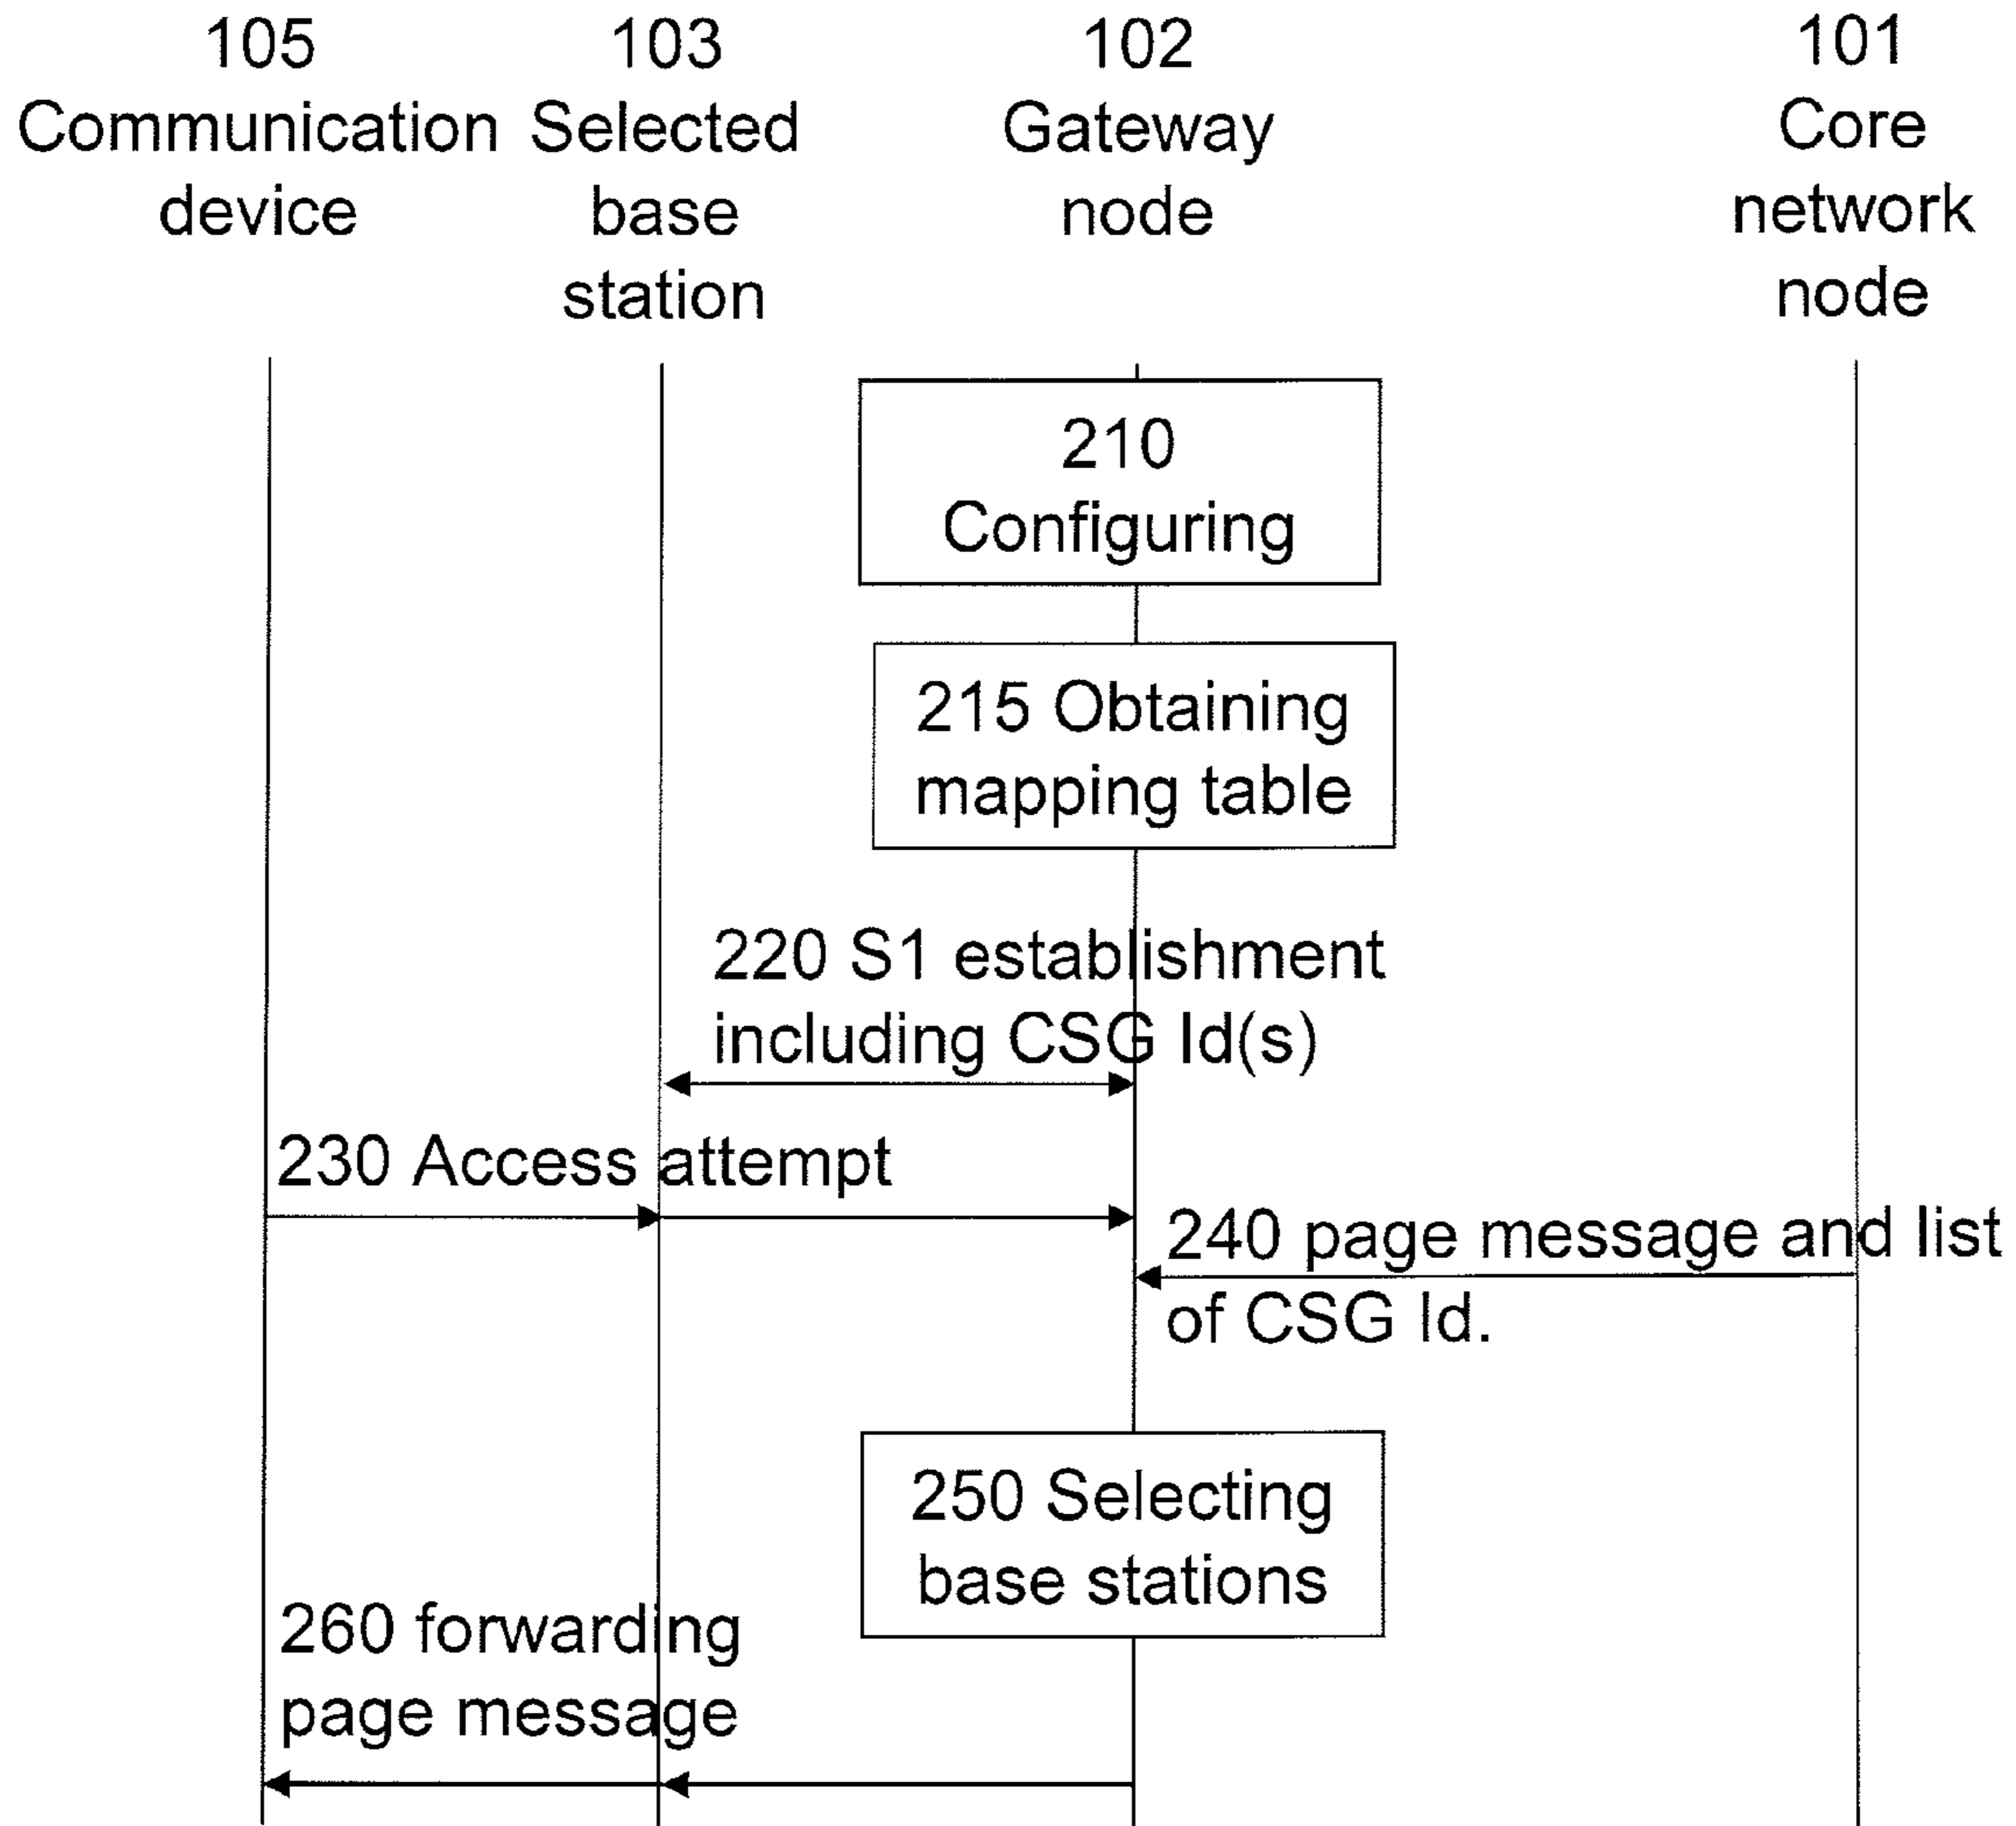 105
Communication
device
103
Selected
base
station
102
Gateway
node
101
Core
network
node
210
Configuring
215 Obtaining
mapping table
220 S1 establishment
including CSG Id(s)
230 Access attempt
240 page message and list
of CSG Id.
250 Selecting
base stations
260 forwarding
page message